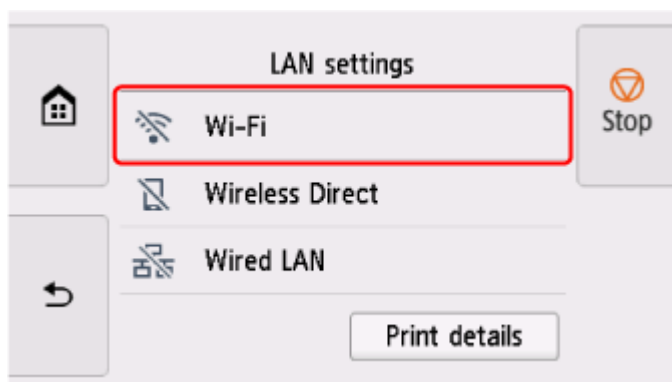 LAN settings
Wi-Fi
Stop
Wireless Direct
Wired LAN
Print details